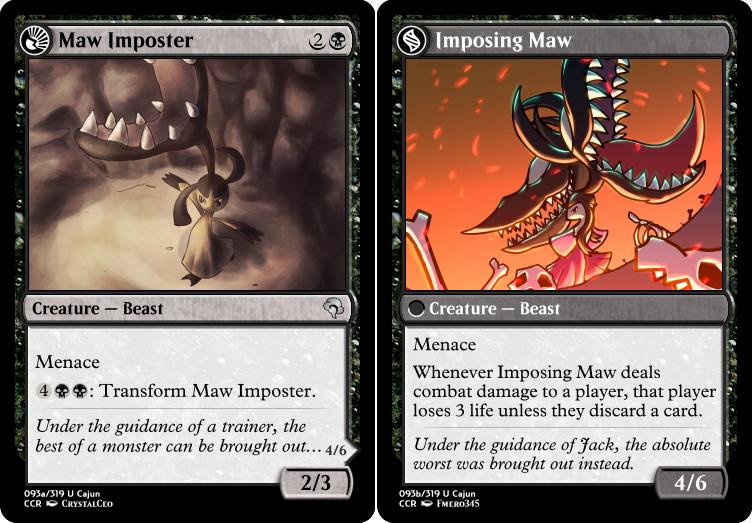 Maw Imposter 2
Creature — Beast
Menace
4: Transform Maw Imposter.
Under the guidance of a trainer, the
best of a monster can be brought out...
4/6
2/3
093a/319 U Cajun
CCR CrystalCeo
Imposing Maw
Creature — Beast
Menace
Whenever Imposing Maw deals
combat damage to a player, that player
loses 3 life unless they discard a card.
Under the guidance of Jack, the absolute
worst was brought out instead.
4/6
093b/319 U Cajun
CCR Fmero345